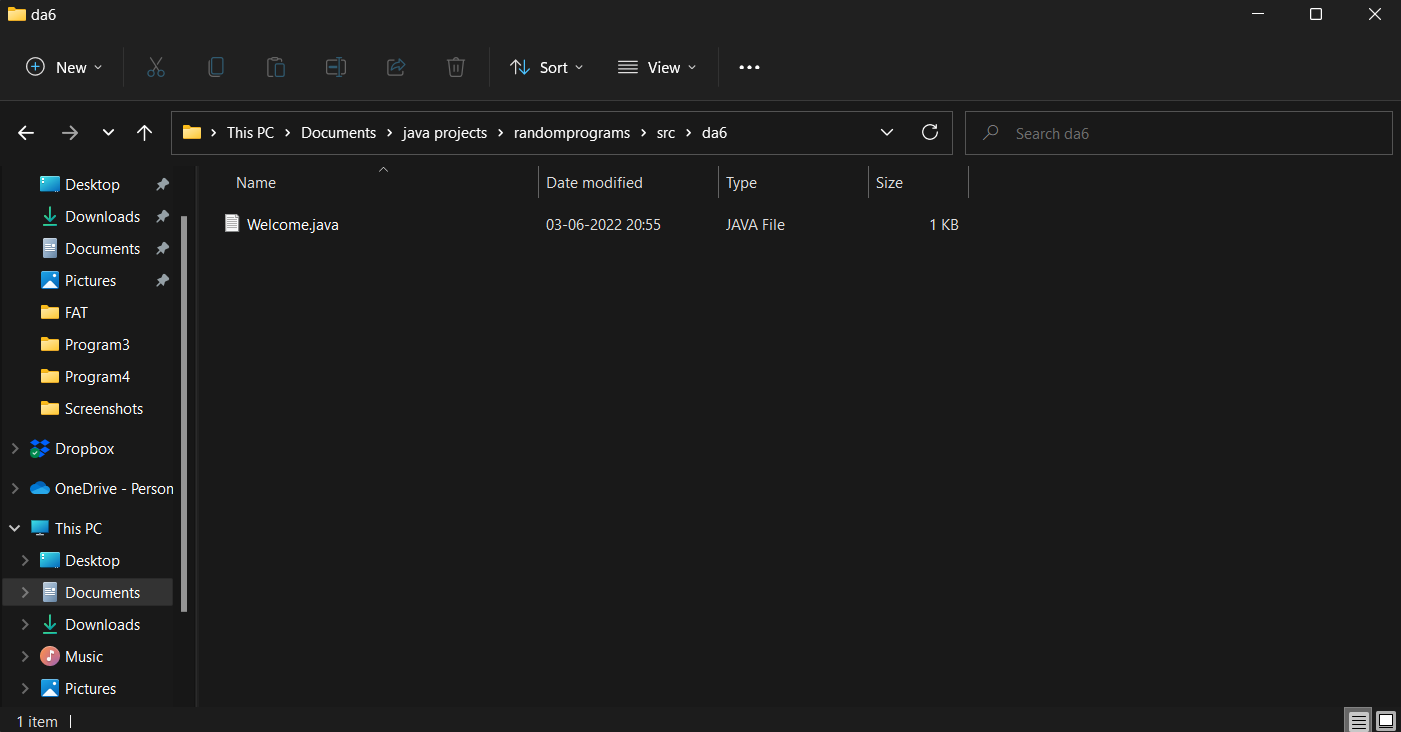 da6
New
Sort
View
This PC > Documents > java projects > randomprograms > src > da6
Search da6
Name Date modified Type Size
Welcome.java 03-06-2022 20:55 JAVA File 1 KB
Desktop
Downloads
Documents
Pictures
FAT
Program3
Program4
Screenshots
Dropbox
OneDrive - Person
This PC
Desktop
Documents
Downloads
Music
Pictures
1 item